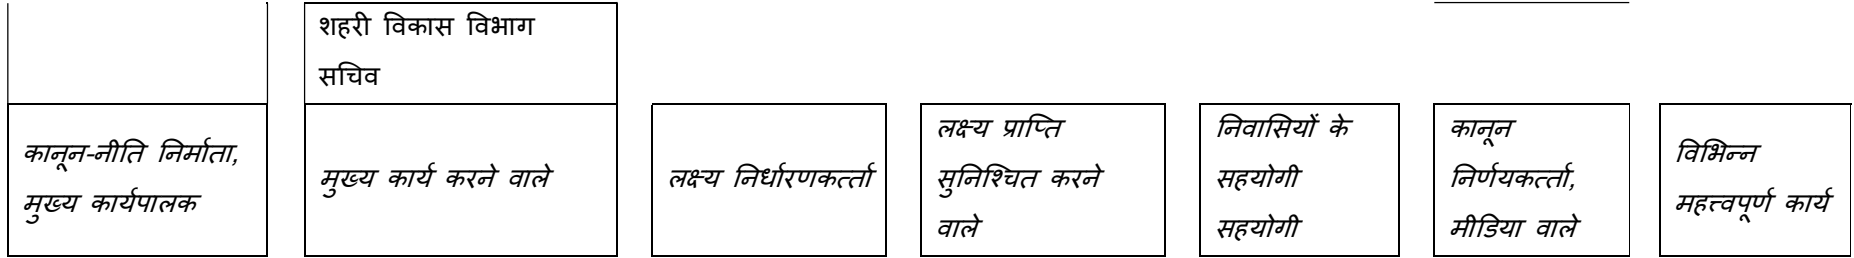 शहरी विकास विभाग
सचिव
कानून-नीति निर्माता,
मुख्य कार्यपालक
मुख्य कार्य करने वाले
लक्ष्य निर्धारणकर्त्ता
लक्ष्य प्राप्ति
सुनिश्चित करने
वाले
निवासियों के
सहयोगी
सहयोगी
कानून
निर्णयकर्त्ता,
मीडिया वाले
विभिन्न
महत्त्वपूर्ण कार्य